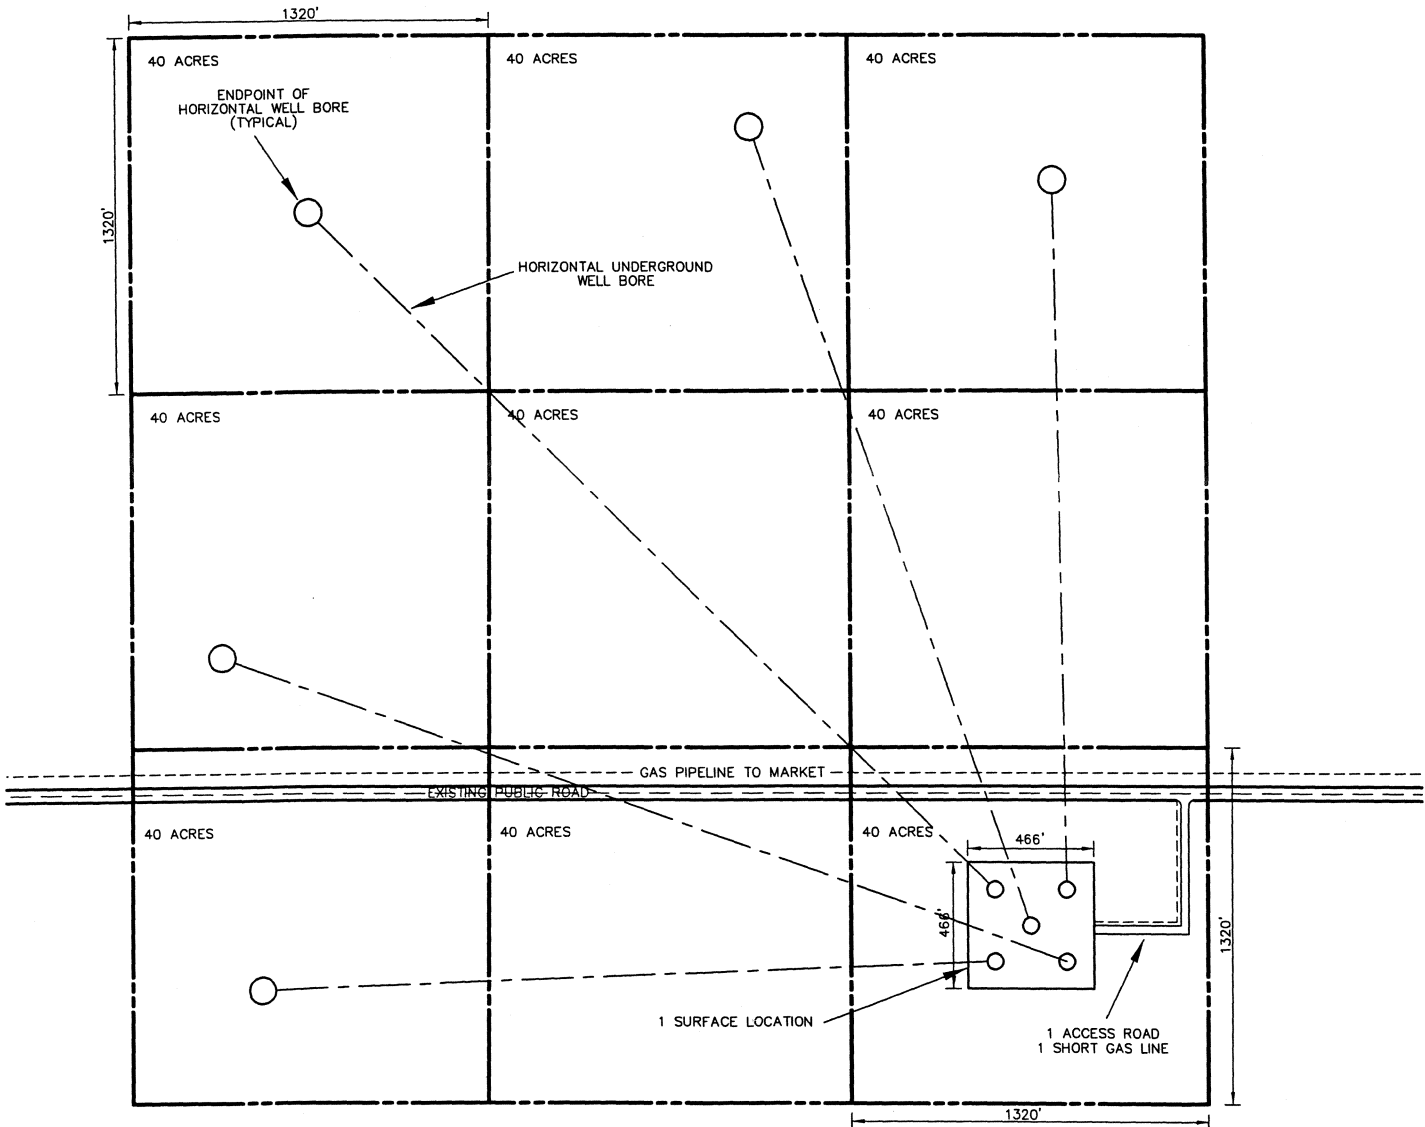 1320'
40 ACRES
40 ACRES
40 ACRES
ENDPOINT OF
HORIZONTAL WELL BORE
(TYPICAL)
1320'
HORIZONTAL UNDERGROUND
WELL BORE
40 ACRES
40 ACRES
40 ACRES
GAS PIPELINE TO MARKET
EXISTING PUBLIC ROAD
40 ACRES
40 ACRES
40 ACRES
466'
466'
1320'
1 SURFACE LOCATION
1 ACCESS ROAD
1 SHORT GAS LINE
1320'